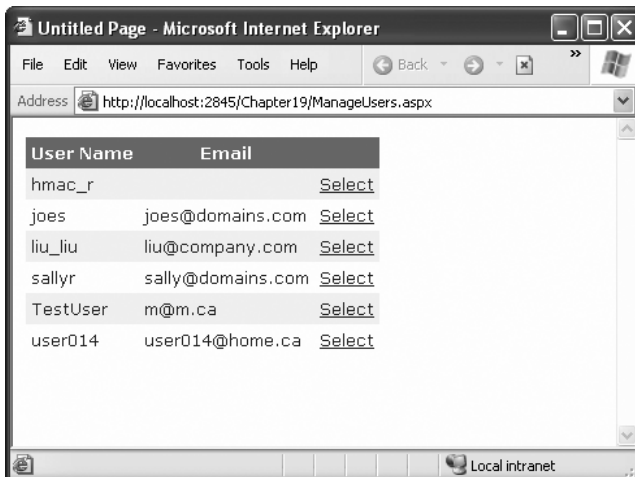 Untitled Page - Microsoft Internet Explorer
File Edit View Favorites Tools Help Back »
Address http://localhost:2845/Chapter19/ManageUsers.aspx
User Name Email
hmac_r Select
joes joes@domains.com Select
liu_liu liu@company.com Select
sallyr sally@domains.com Select
TestUser m@m.ca Select
user014 user014@home.ca Select
Local intranet